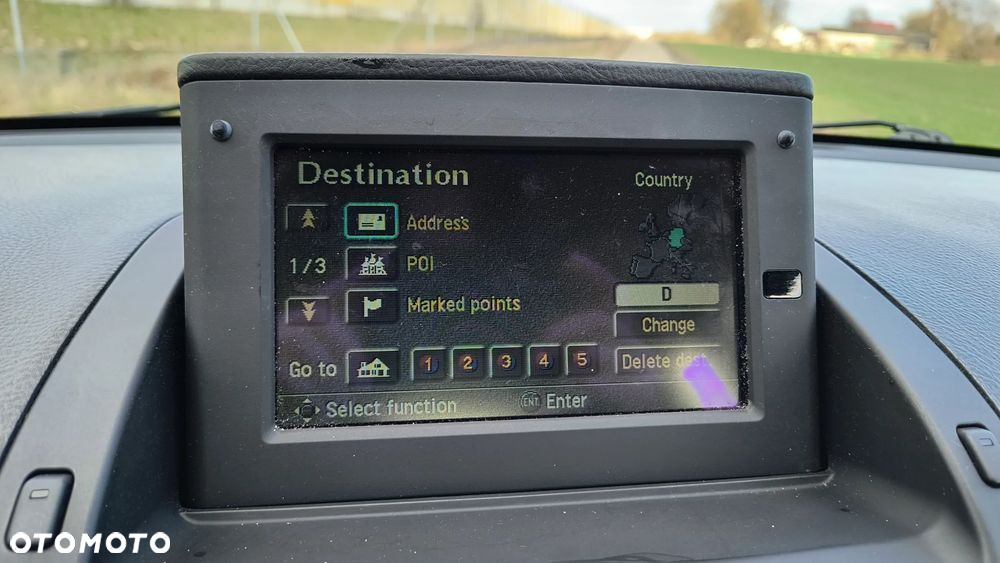 Destination
Country
Address
1/3
POI
Marked points
D
Change
Go to
1 2 3 4 5
Delete dest.
Select function
ENT
Enter
OTOMOTO